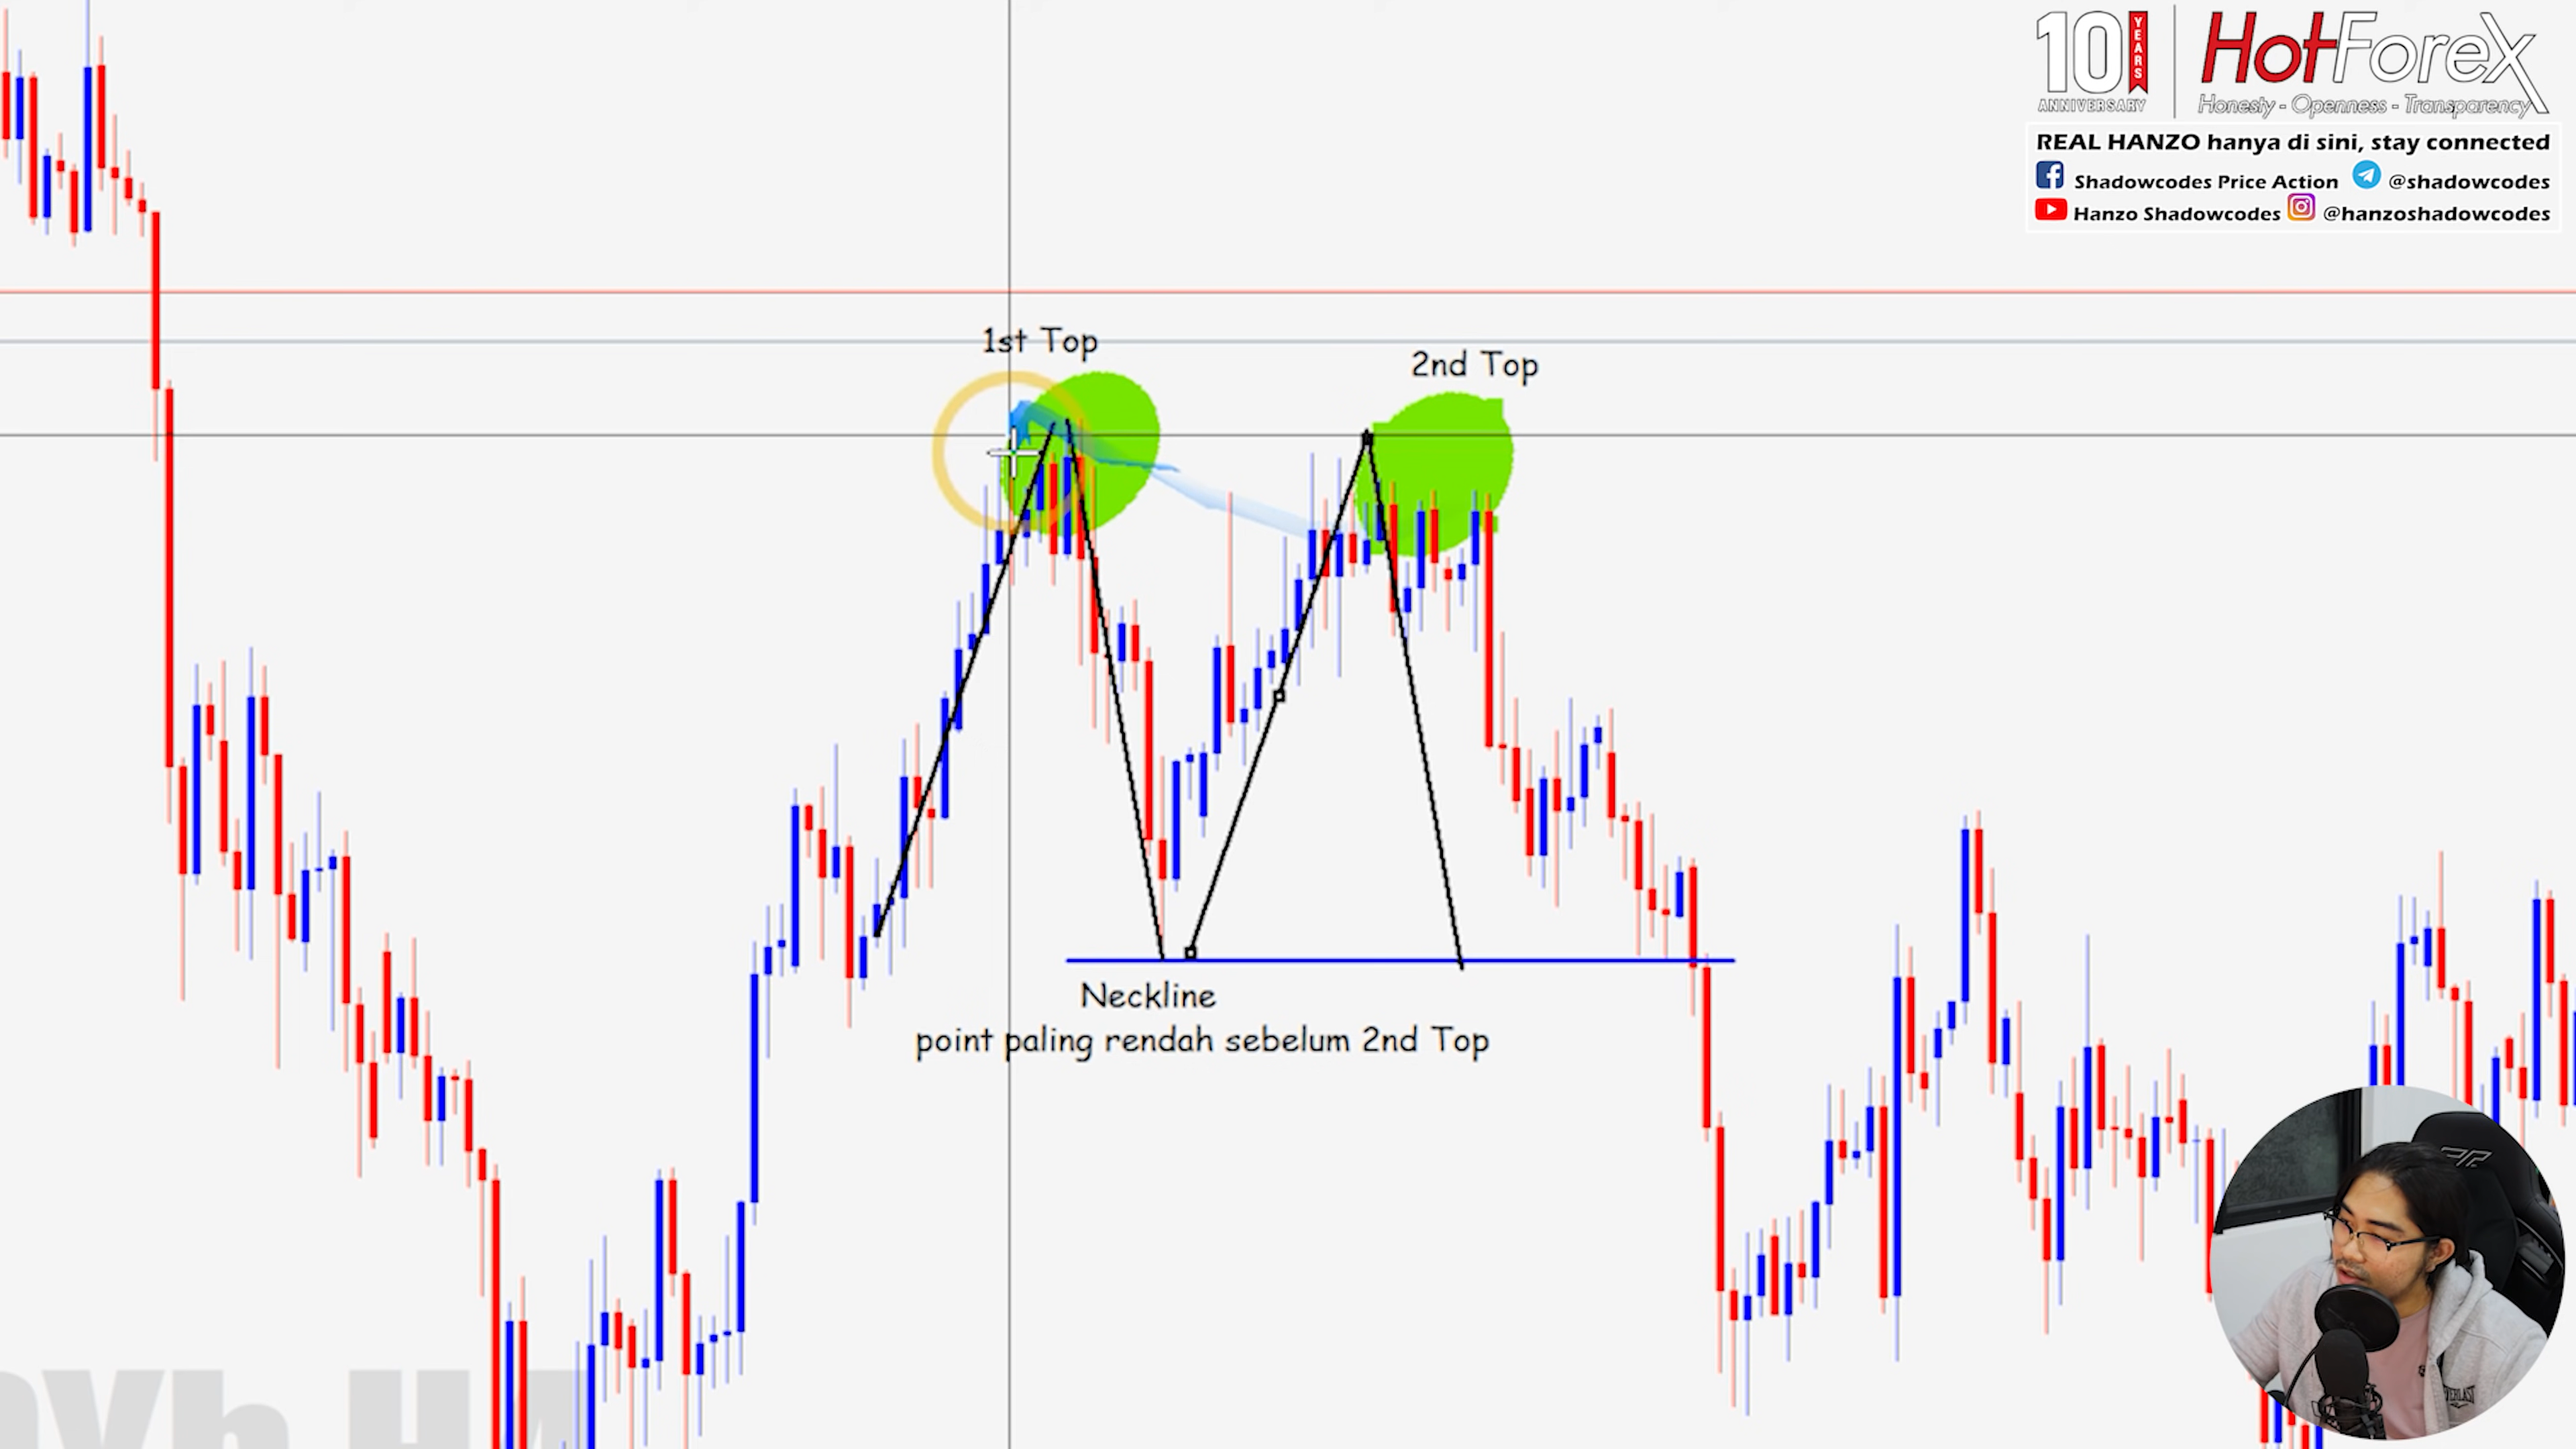 10 YEARS
ANNIVERSARY
HotForex
Honesty - Openness - Transparency
REAL HANZO hanya di sini, stay connected
Shadowcodes Price Action @shadowcodes
Hanzo Shadowcodes @hanzoshadowcodes
1st Top
2nd Top
Neckline
point paling rendah sebelum 2nd Top